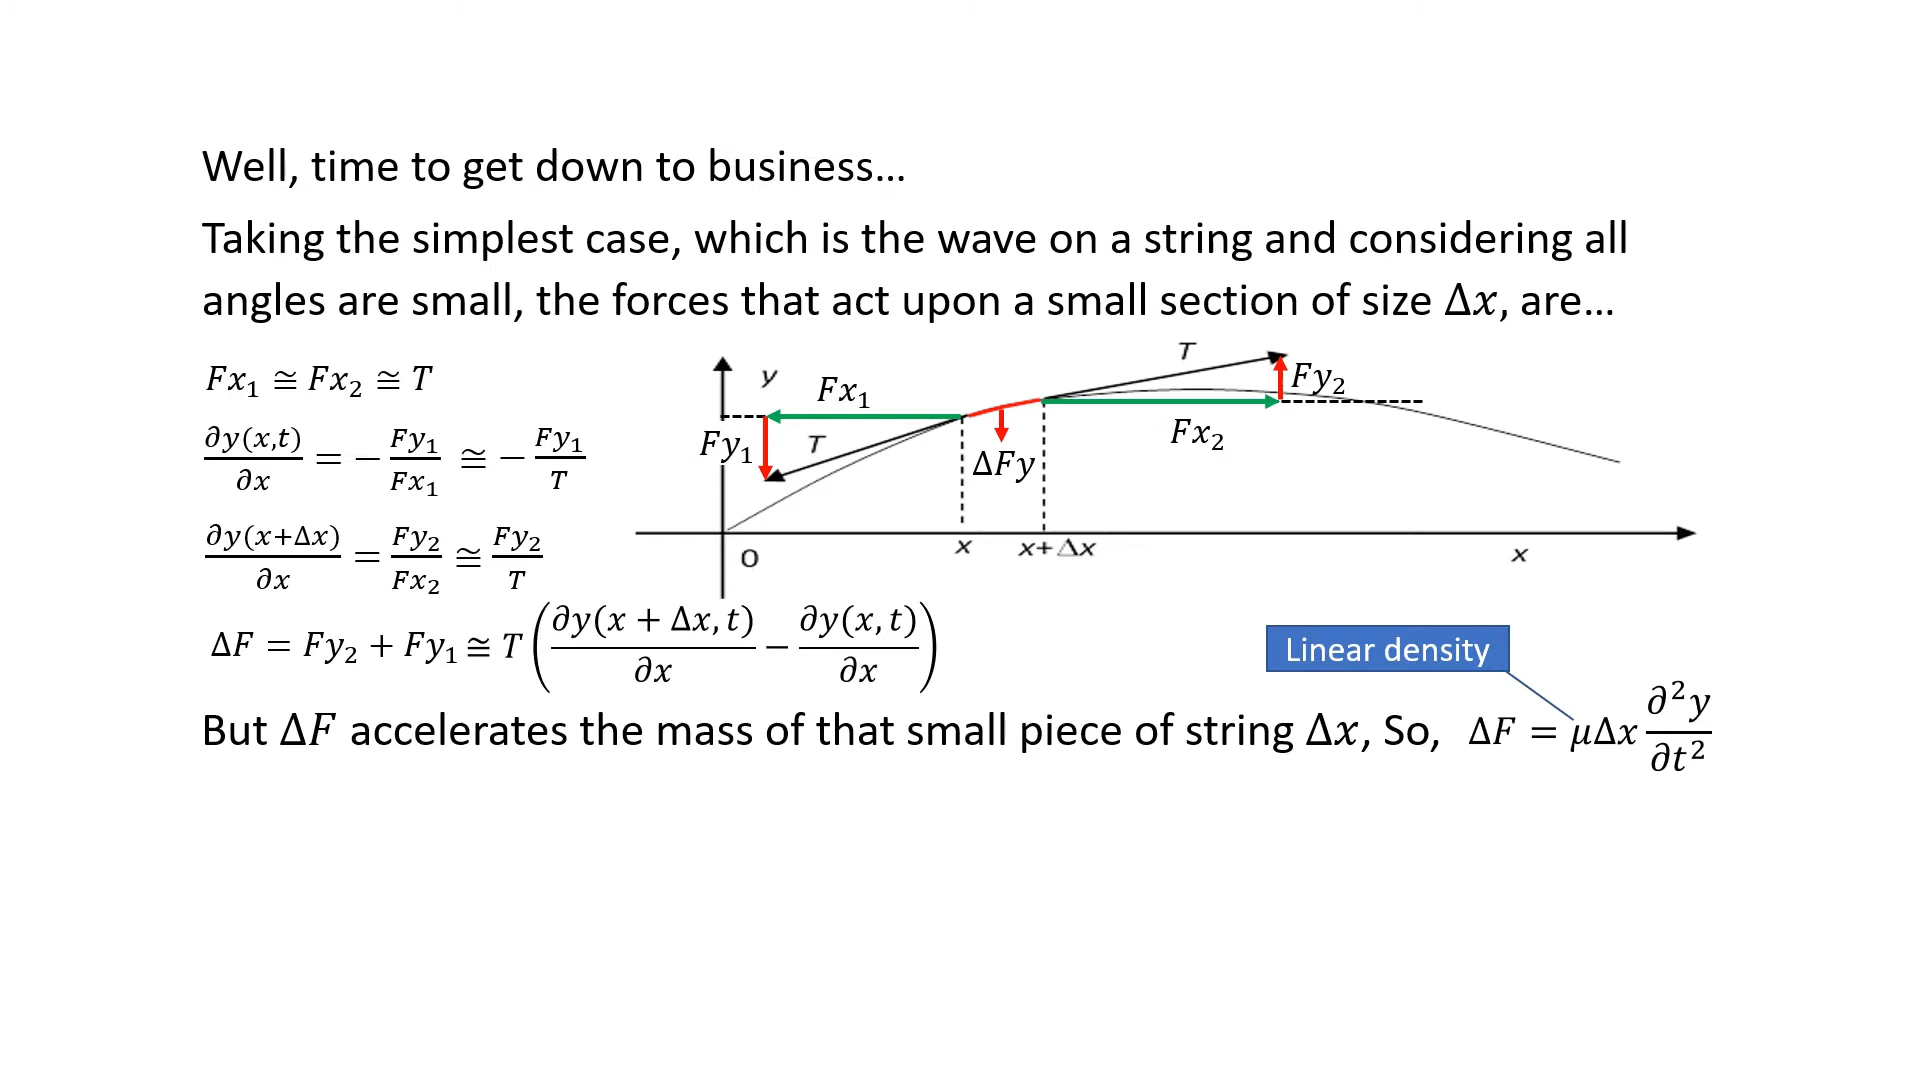 Well, time to get down to business…
Taking the simplest case, which is the wave on a string and considering all
angles are small, the forces that act upon a small section of size Δx, are…
Fx₁ ≅ Fx₂ ≅ T
∂y(x,t)/∂x = − Fy₁/Fx₁ ≅ − Fy₁/T
∂y(x+Δx)/∂x = Fy₂/Fx₂ ≅ Fy₂/T
y
Fx₁
T
Fy₂
Fy₁
T
ΔFy
Fx₂
0
x
x+Δx
x
ΔF = Fy₂ + Fy₁ ≅ T(∂y(x + Δx, t)/∂x − ∂y(x, t)/∂x)
Linear density
But ΔF accelerates the mass of that small piece of string Δx, So, ΔF = μΔx ∂²y/∂t²